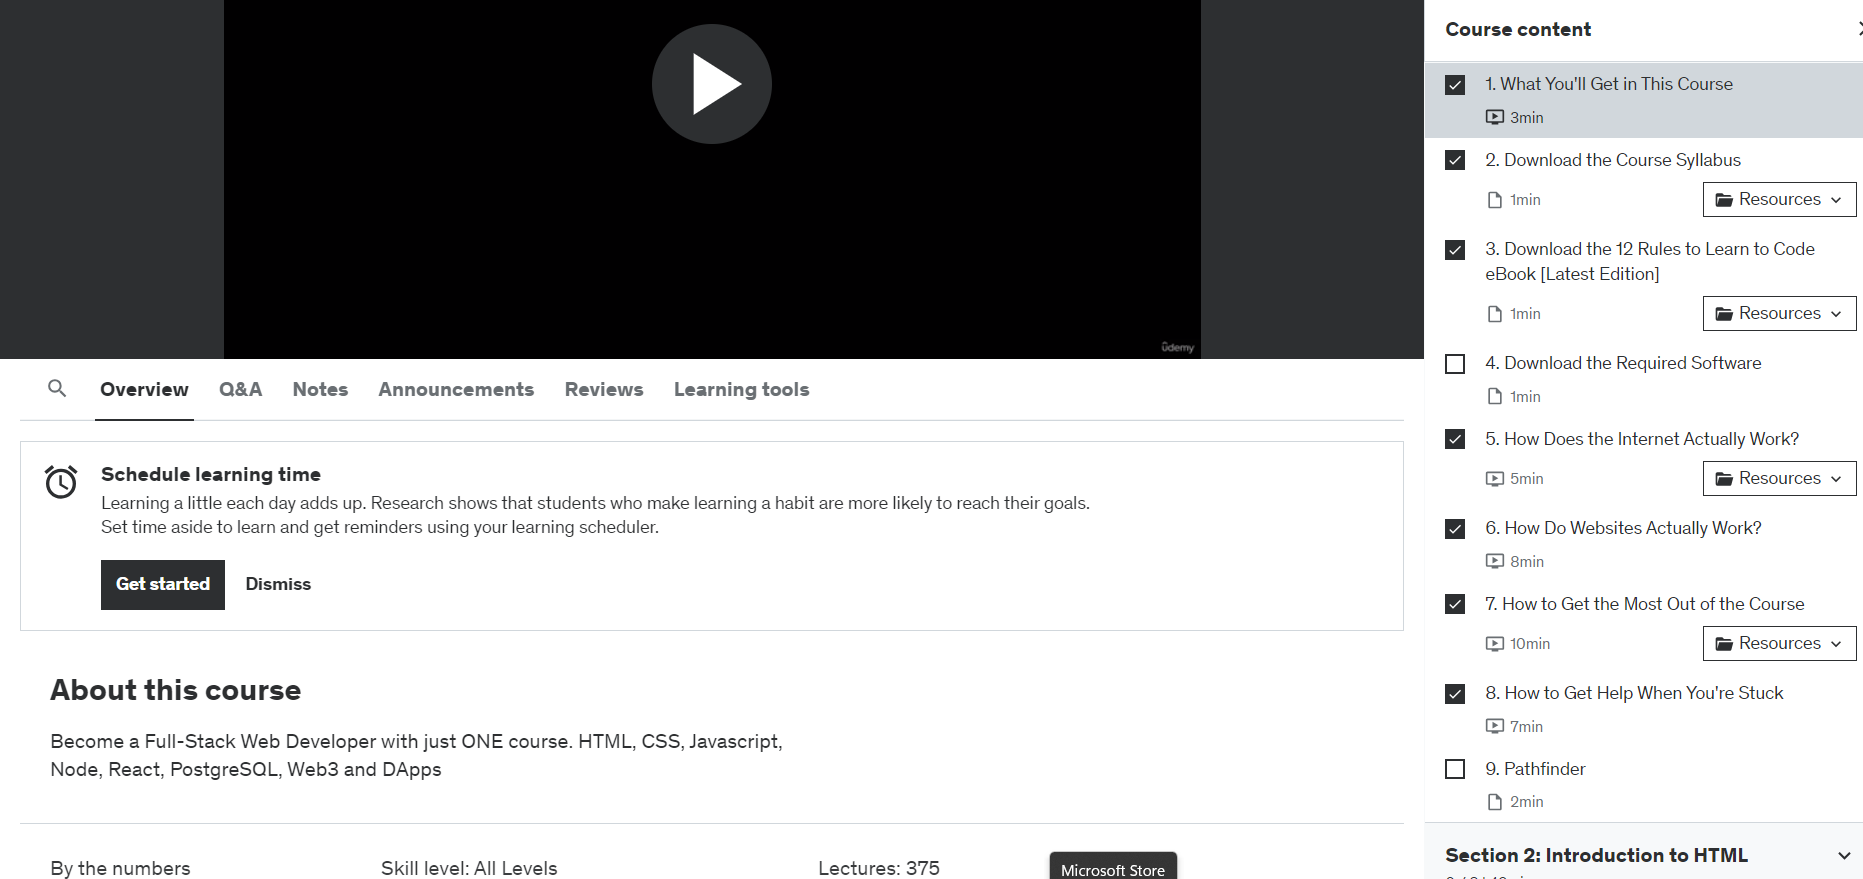 ûdemy
Overview
Q&A
Notes
Announcements
Reviews
Learning tools
Schedule learning time
Learning a little each day adds up. Research shows that students who make learning a habit are more likely to reach their goals.
Set time aside to learn and get reminders using your learning scheduler.
Get started
Dismiss
About this course
Become a Full-Stack Web Developer with just ONE course. HTML, CSS, Javascript,
Node, React, PostgreSQL, Web3 and DApps
By the numbers
Skill level: All Levels
Lectures: 375
Microsoft Store
Course content
1. What You'll Get in This Course
3min
2. Download the Course Syllabus
1min
Resources
3. Download the 12 Rules to Learn to Code
eBook [Latest Edition]
1min
Resources
4. Download the Required Software
1min
5. How Does the Internet Actually Work?
5min
Resources
6. How Do Websites Actually Work?
8min
7. How to Get the Most Out of the Course
10min
Resources
8. How to Get Help When You're Stuck
7min
9. Pathfinder
2min
Section 2: Introduction to HTML